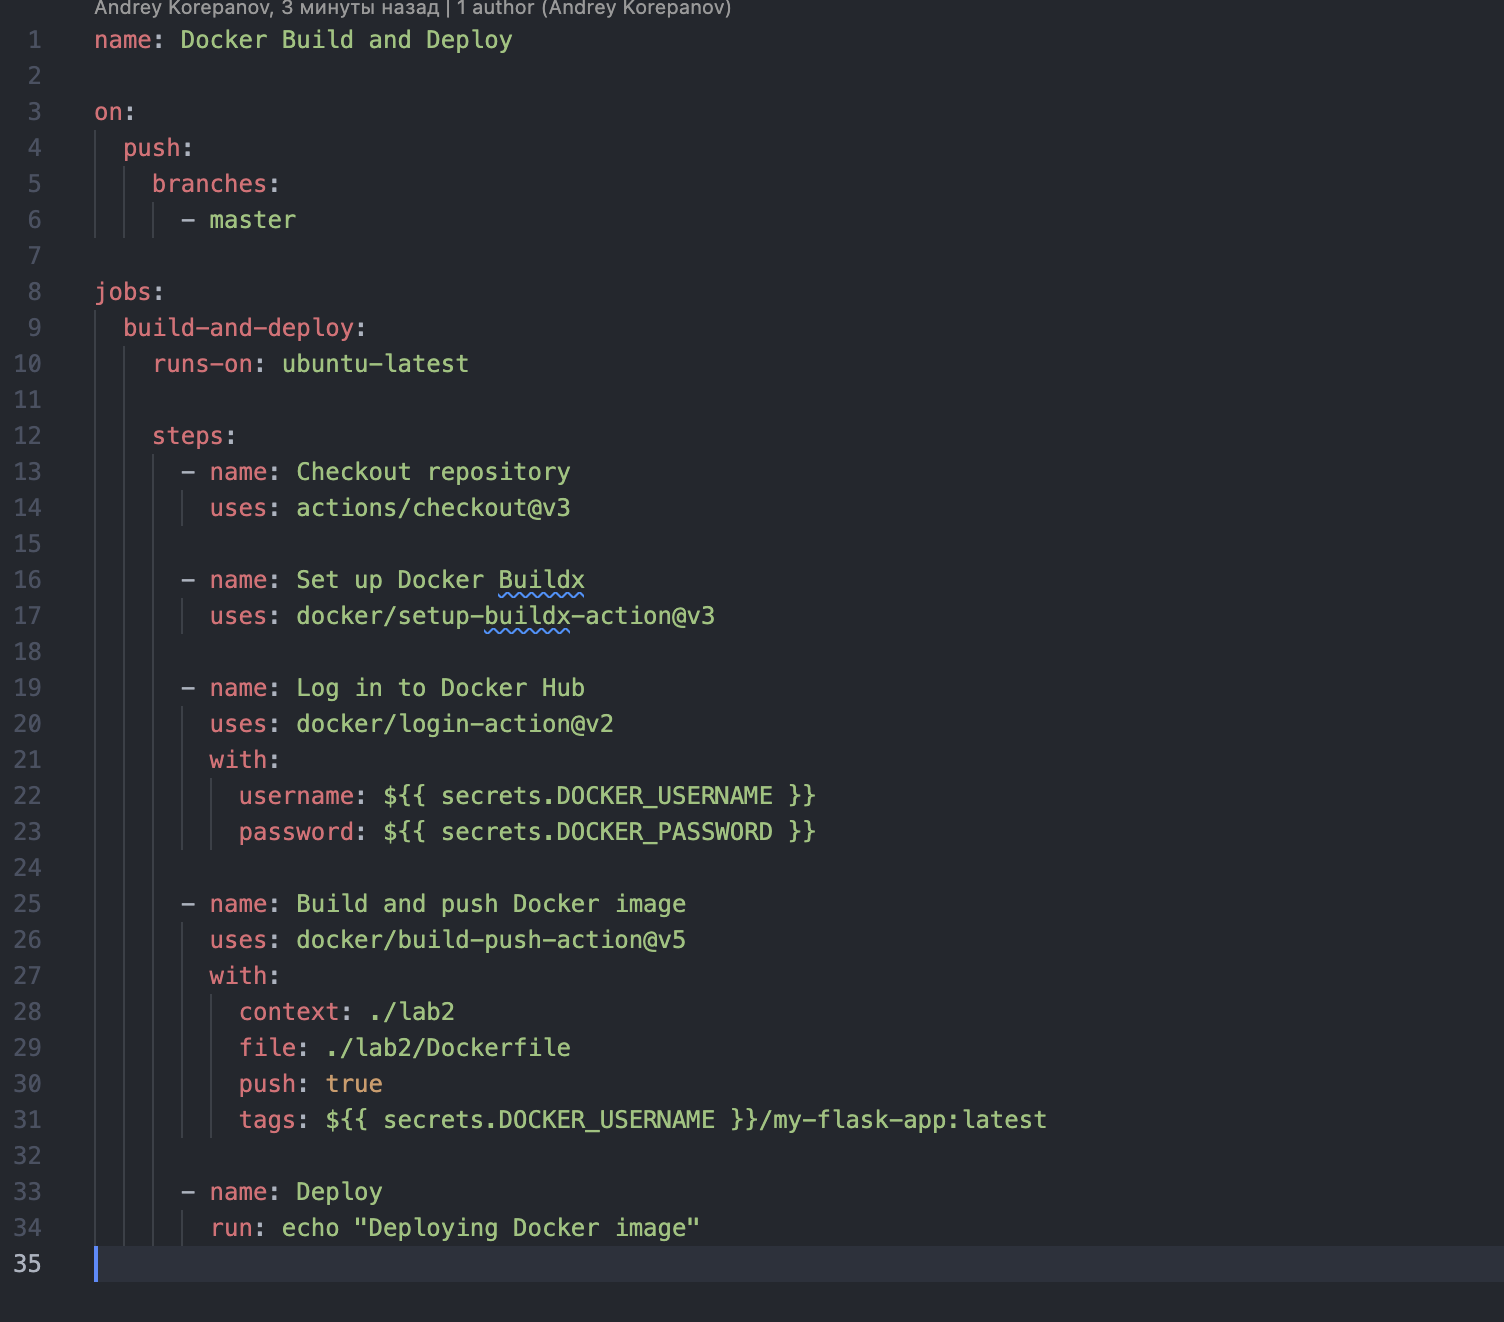 Andrey Korepanov, 3 минуты назад | 1 author (Andrey Korepanov)
1 name: Docker Build and Deploy
2
3 on:
4 push:
5 branches:
6 - master
7
8 jobs:
9 build-and-deploy:
10 runs-on: ubuntu-latest
11
12 steps:
13 - name: Checkout repository
14 uses: actions/checkout@v3
15
16 - name: Set up Docker Buildx
17 uses: docker/setup-buildx-action@v3
18
19 - name: Log in to Docker Hub
20 uses: docker/login-action@v2
21 with:
22 username: ${{ secrets.DOCKER_USERNAME }}
23 password: ${{ secrets.DOCKER_PASSWORD }}
24
25 - name: Build and push Docker image
26 uses: docker/build-push-action@v5
27 with:
28 context: ./lab2
29 file: ./lab2/Dockerfile
30 push: true
31 tags: ${{ secrets.DOCKER_USERNAME }}/my-flask-app:latest
32
33 - name: Deploy
34 run: echo "Deploying Docker image"
35